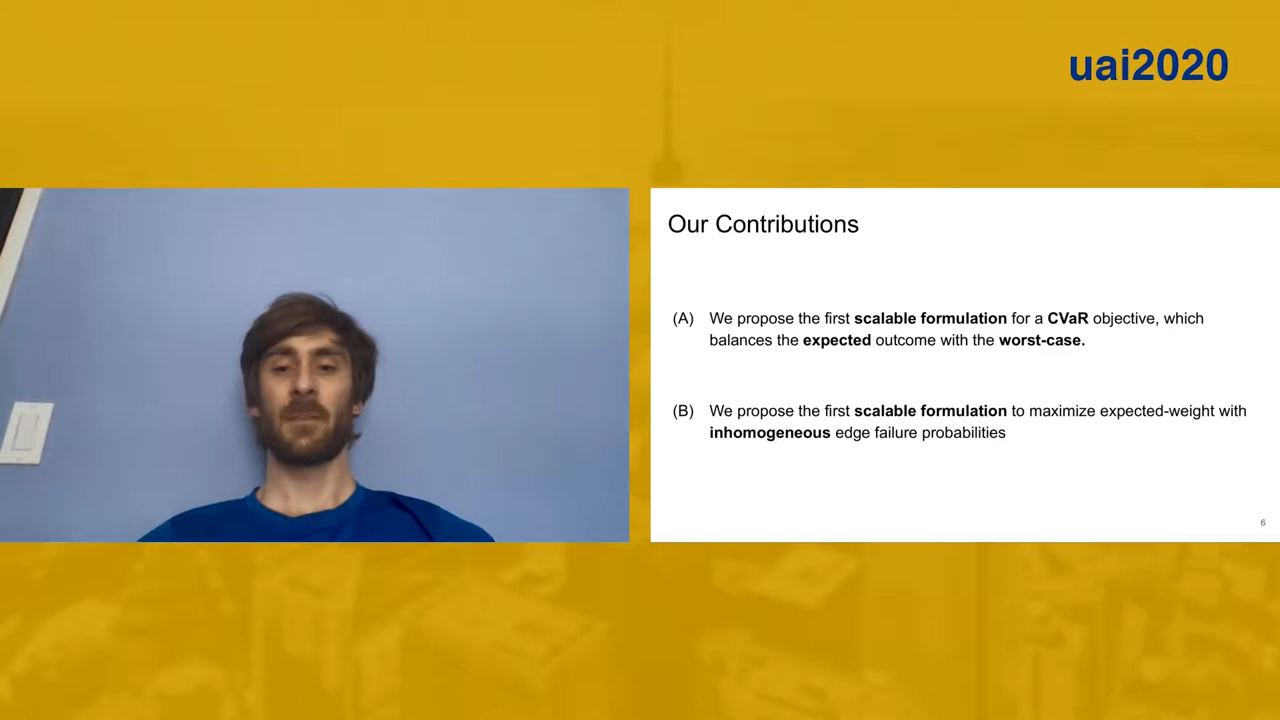 uai2020
Our Contributions
(A) We propose the first scalable formulation for a CVaR objective, which
balances the expected outcome with the worst-case.
(B) We propose the first scalable formulation to maximize expected-weight with
inhomogeneous edge failure probabilities
6